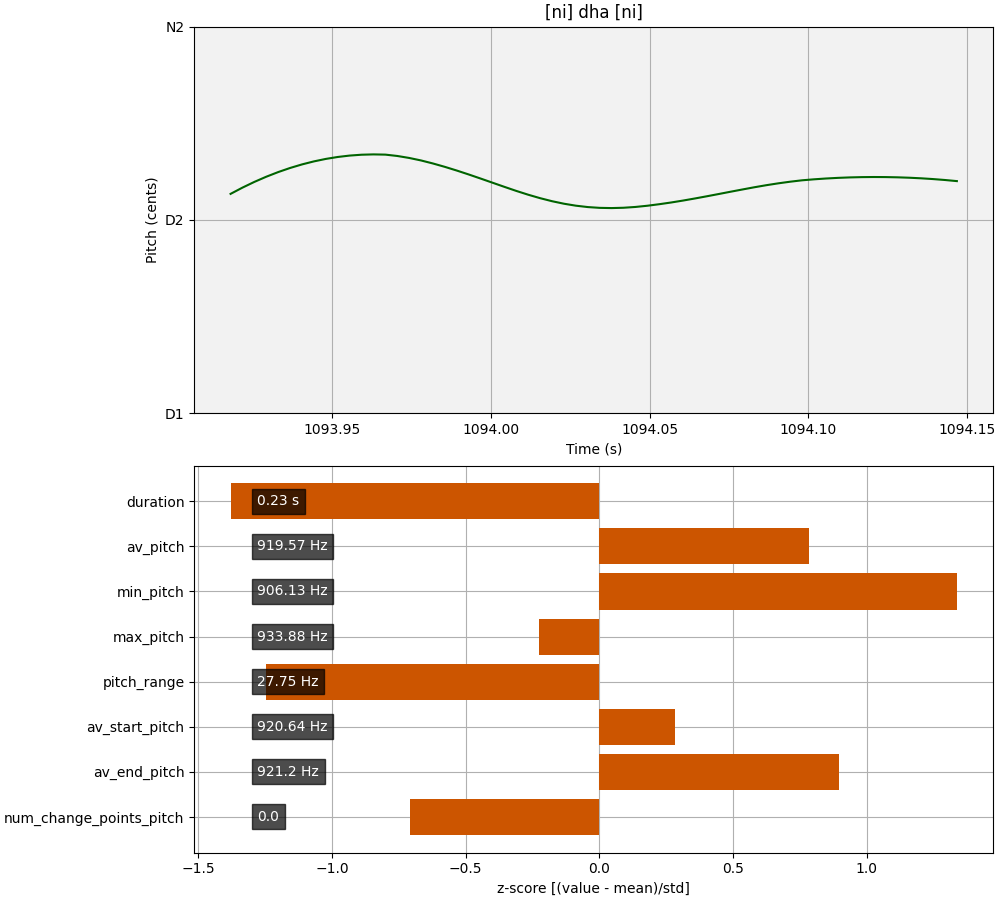 [ni] dha [ni]
N2
D2
D1
Pitch (cents)
1093.95 1094.00 1094.05 1094.10 1094.15
Time (s)
duration 0.23 s
av_pitch 919.57 Hz
min_pitch 906.13 Hz
max_pitch 933.88 Hz
pitch_range 27.75 Hz
av_start_pitch 920.64 Hz
av_end_pitch 921.2 Hz
num_change_points_pitch 0.0
−1.5 −1.0 −0.5 0.0 0.5 1.0
z-score [(value - mean)/std]